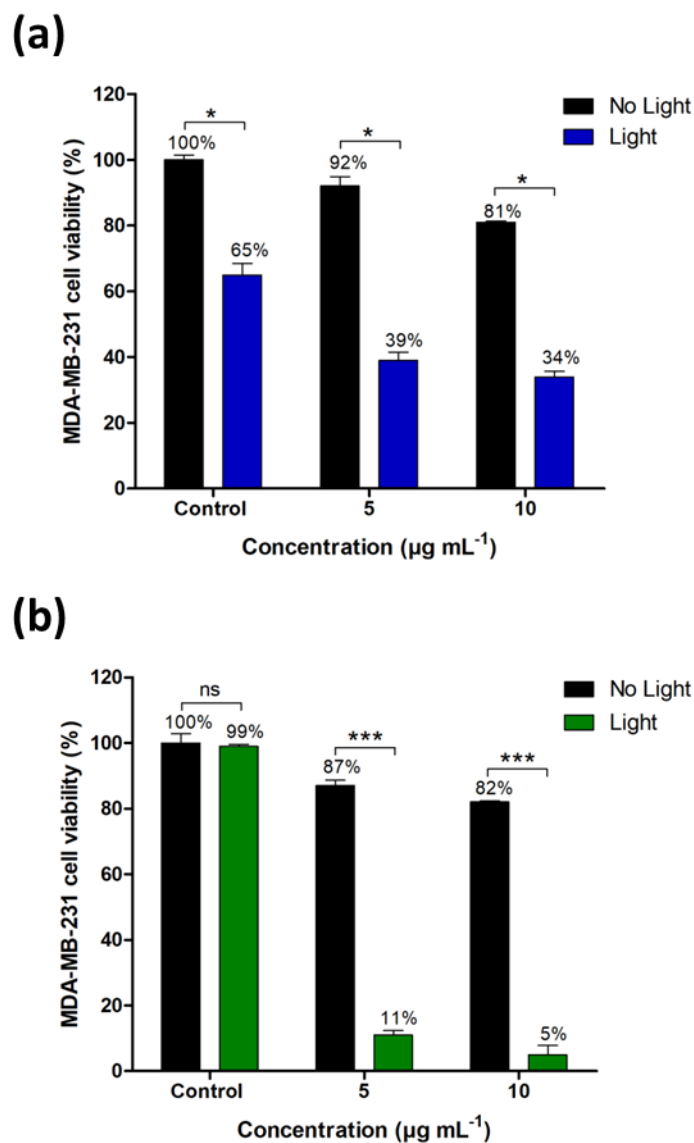 (a)
MDA-MB-231 cell viability (%)
120
100
80
60
40
20
0
No Light
Light
*
*
*
100%
65%
92%
39%
81%
34%
Control
5
10
Concentration (µg mL⁻¹)
(b)
MDA-MB-231 cell viability (%)
120
100
80
60
40
20
0
No Light
Light
ns
***
***
100%
99%
87%
11%
82%
5%
Control
5
10
Concentration (µg mL⁻¹)